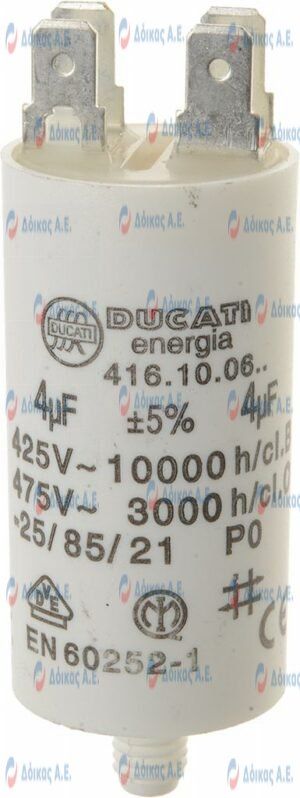 DUCATI
DUCATI
energia
416.10.06..
4µF ±5% 4µF
425V~ 10000 h/cl.B
475V~ 3000 h/cl.
-25/85/21 P0
EN 60252-1
Δόικας Α.Ε.